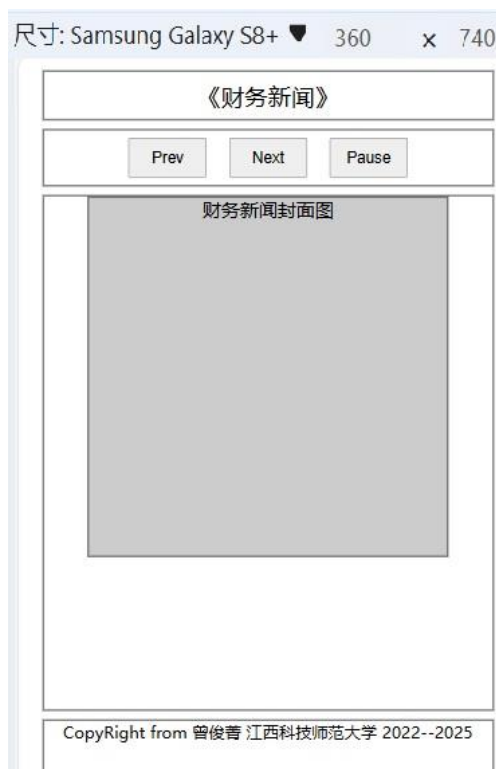 尺寸: Samsung Galaxy S8+ ▼ 360 × 740
《财务新闻》
Prev Next Pause
财务新闻封面图
CopyRight from 曾俊菁 江西科技师范大学 2022--2025